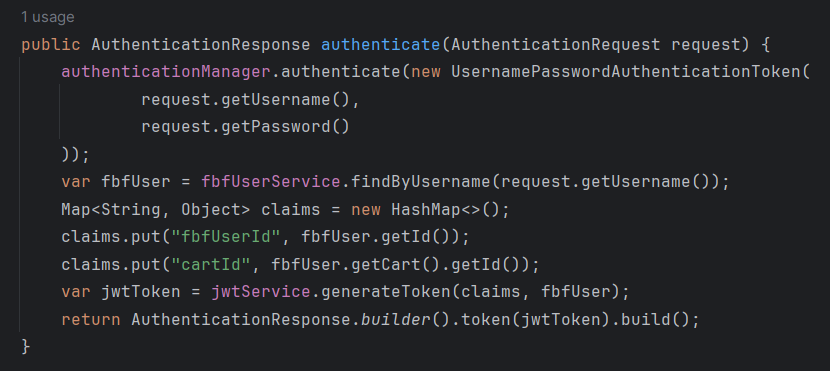 1 usage
public AuthenticationResponse authenticate(AuthenticationRequest request) {
    authenticationManager.authenticate(new UsernamePasswordAuthenticationToken(
            request.getUsername(),
            request.getPassword()
    ));
    var fbfUser = fbfUserService.findByUsername(request.getUsername());
    Map<String, Object> claims = new HashMap<>();
    claims.put("fbfUserId", fbfUser.getId());
    claims.put("cartId", fbfUser.getCart().getId());
    var jwtToken = jwtService.generateToken(claims, fbfUser);
    return AuthenticationResponse.builder().token(jwtToken).build();
}